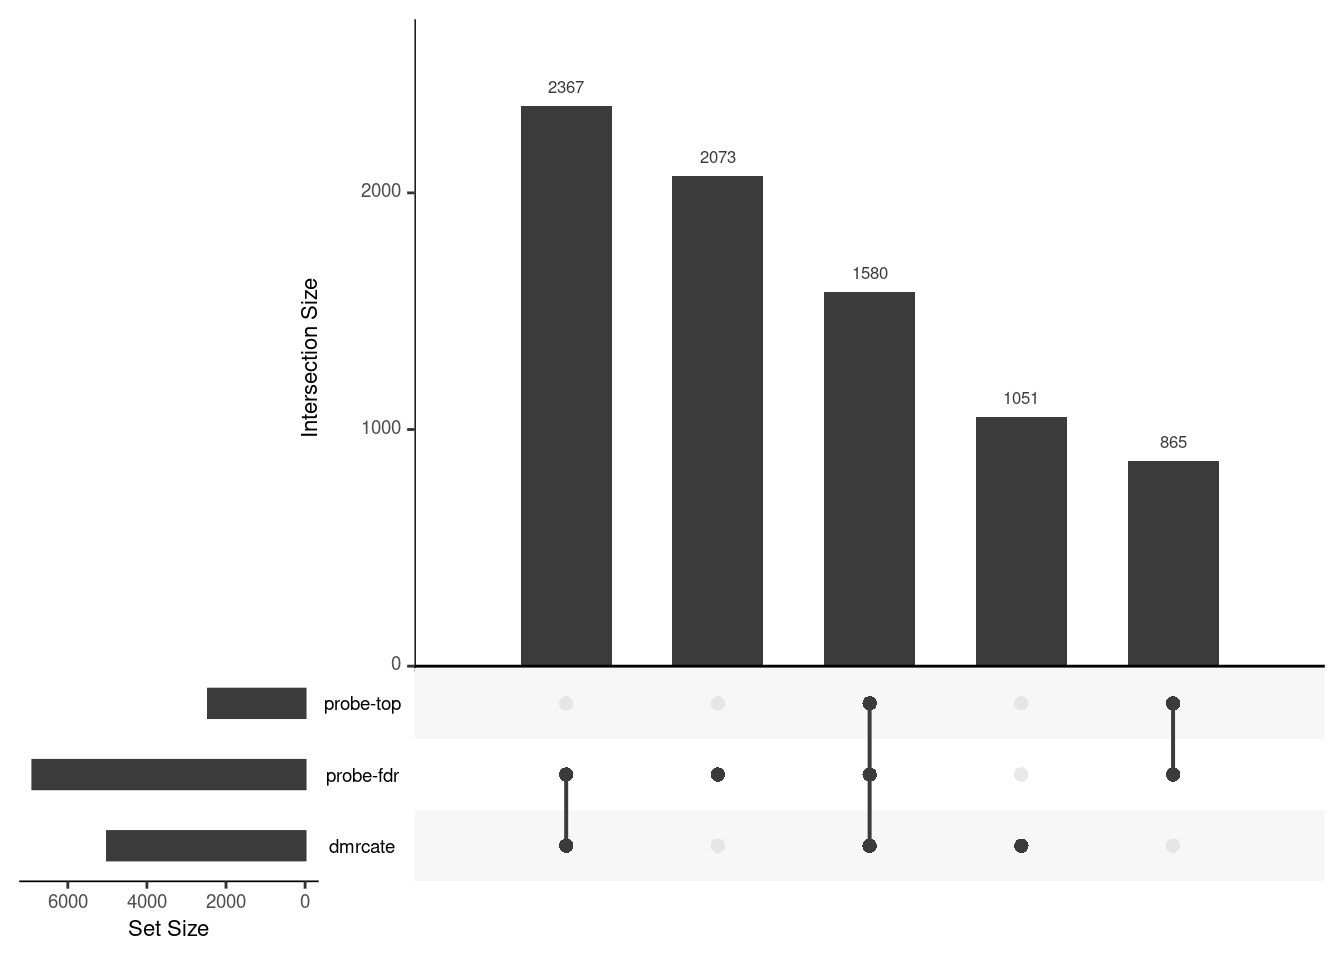 2367
2073
1580
1051
865
2000
1000
0
Intersection Size
probe-top
probe-fdr
dmrcate
6000 4000 2000 0
Set Size